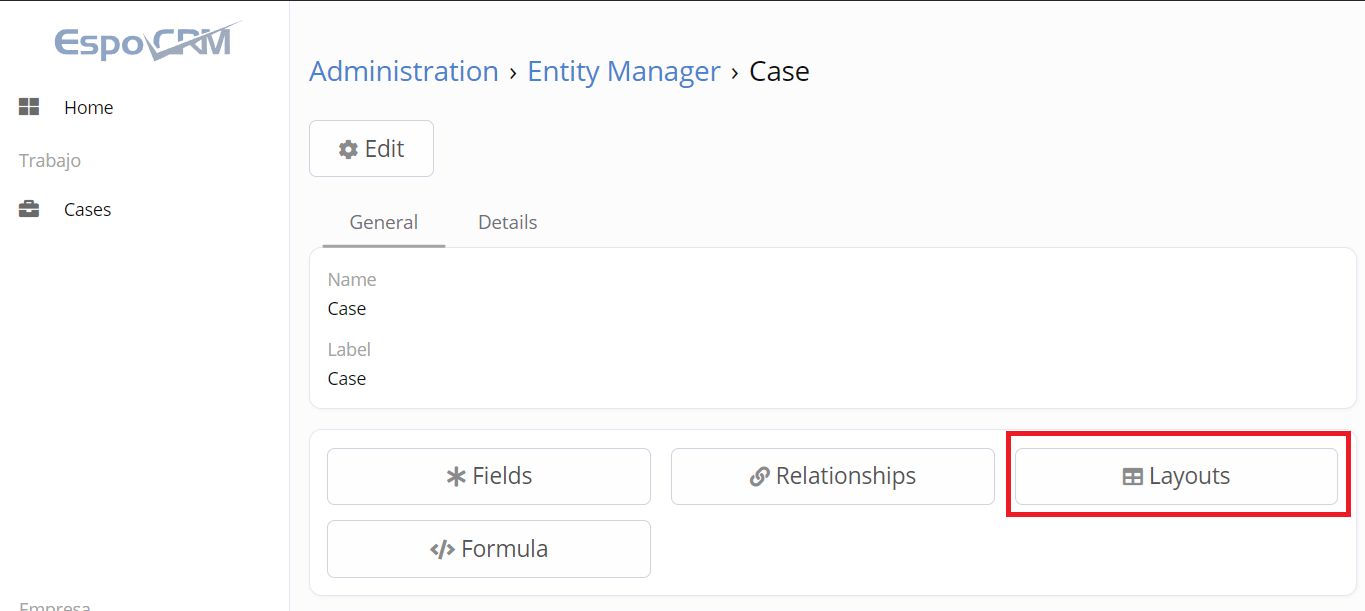 EspoCRM
Home
Trabajo
Cases
Empresa
Administration › Entity Manager › Case
Edit
General Details
Name
Case
Label
Case
Fields Relationships Layouts
</> Formula